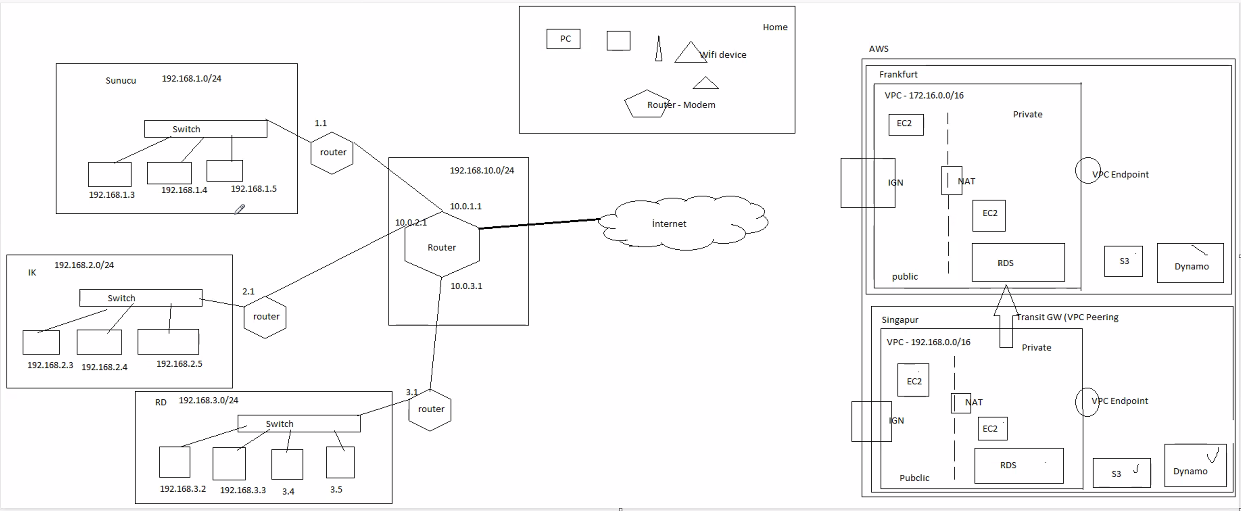 Sunucu
192.168.1.0/24
Switch
192.168.1.3
192.168.1.4
192.168.1.5
1.1
router
IK
192.168.2.0/24
Switch
192.168.2.3
192.168.2.4
192.168.2.5
2.1
router
RD
192.168.3.0/24
Switch
192.168.3.2
192.168.3.3
3.4
3.5
3.1
router
192.168.10.0/24
10.0.1.1
10.0.2.1
Router
10.0.3.1
Home
PC
Wifi device
Router - Modem
İnternet
AWS
Frankfurt
VPC - 172.16.0.0/16
Private
EC2
IGN
NAT
VPC Endpoint
EC2
RDS
S3
Dynamo
public
Transit GW (VPC Peering
Singapur
VPC - 192.168.0.0/16
Private
EC2
NAT
VPC Endpoint
IGN
EC2
RDS
S3
Dynamo
Pubclic